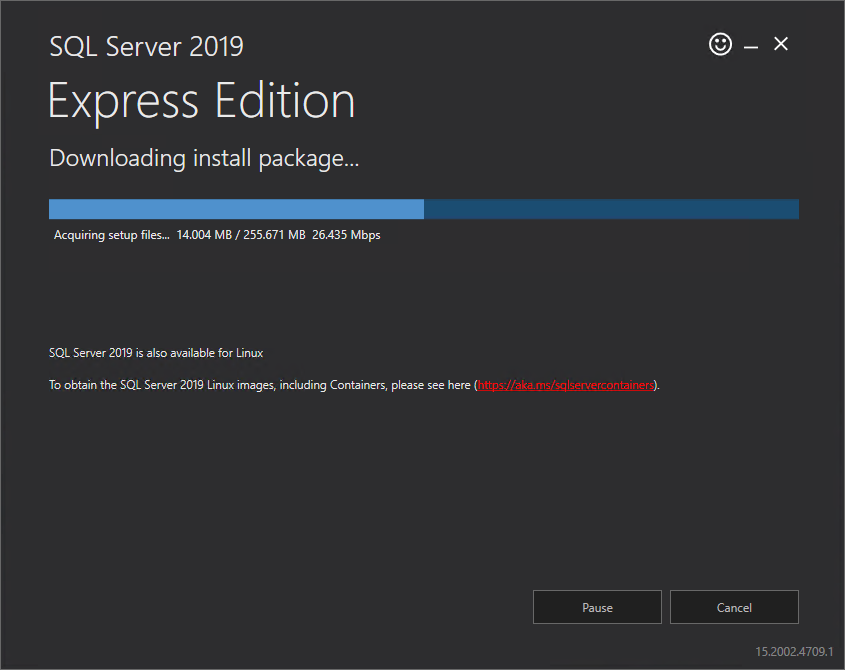 SQL Server 2019
Express Edition
Downloading install package...
Acquiring setup files... 14.004 MB / 255.671 MB 26.435 Mbps
SQL Server 2019 is also available for Linux
To obtain the SQL Server 2019 Linux images, including Containers, please see here (https://aka.ms/sqlservercontainers).
Pause
Cancel
15.2002.4709.1